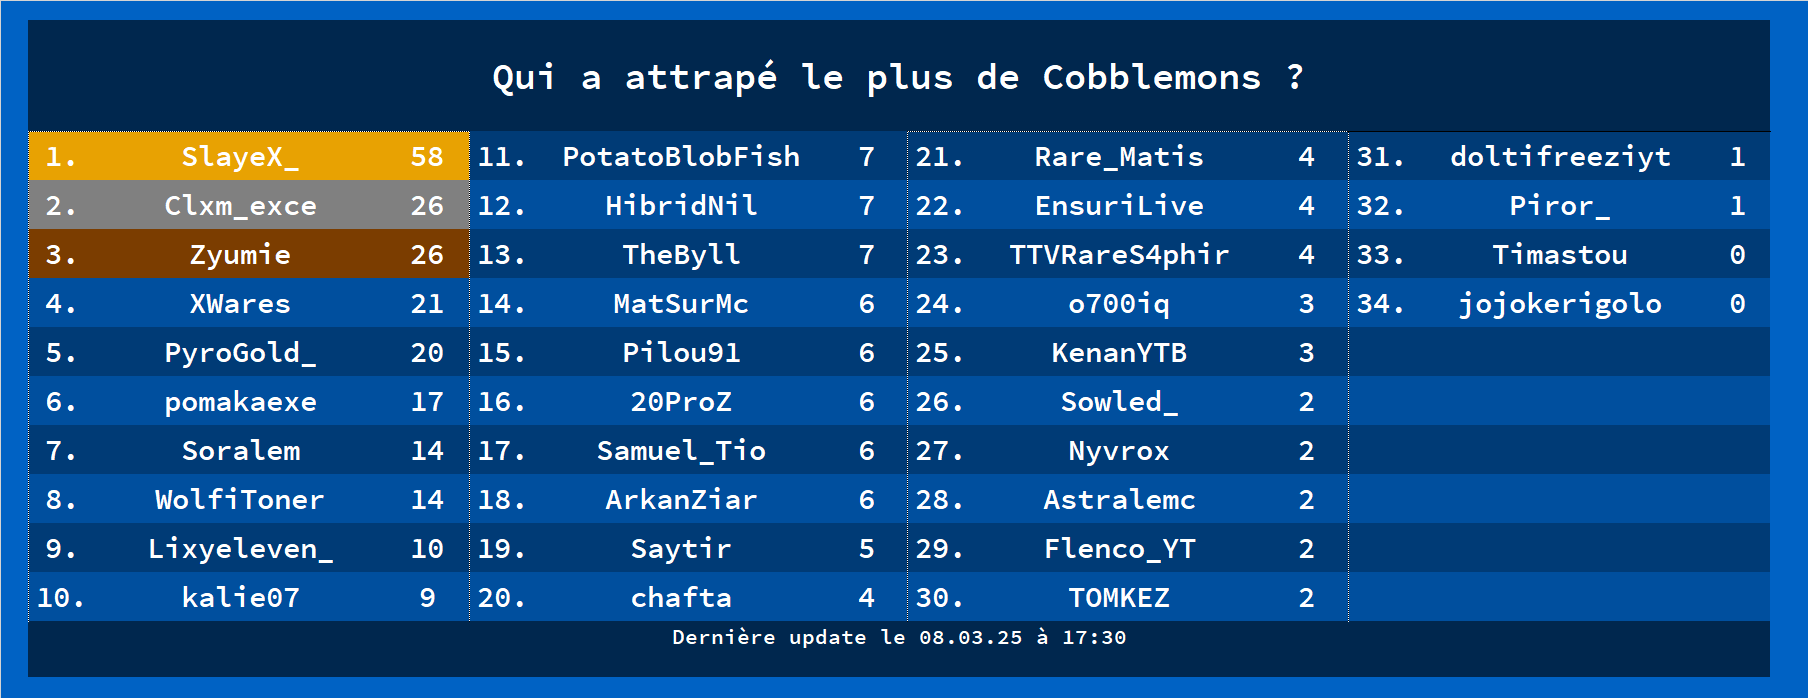 Qui a attrapé le plus de Cobblemons ?
1. SlayeX_ 58
2. Clxm_exce 26
3. Zyumie 26
4. XWares 21
5. PyroGold_ 20
6. pomakaexe 17
7. Soralem 14
8. WolfiToner 14
9. Lixyeleven_ 10
10. kalie07 9
11. PotatoBlobFish 7
12. HibridNil 7
13. TheByll 7
14. MatSurMc 6
15. Pilou91 6
16. 20ProZ 6
17. Samuel_Tio 6
18. ArkanZiar 6
19. Saytir 5
20. chafta 4
21. Rare_Matis 4
22. EnsuriLive 4
23. TTVRareS4phir 4
24. o700iq 3
25. KenanYTB 3
26. Sowled_ 2
27. Nyvrox 2
28. Astralemc 2
29. Flenco_YT 2
30. TOMKEZ 2
31. doltifreeziyt 1
32. Piror_ 1
33. Timastou 0
34. jojokerigolo 0
Dernière update le 08.03.25 à 17:30